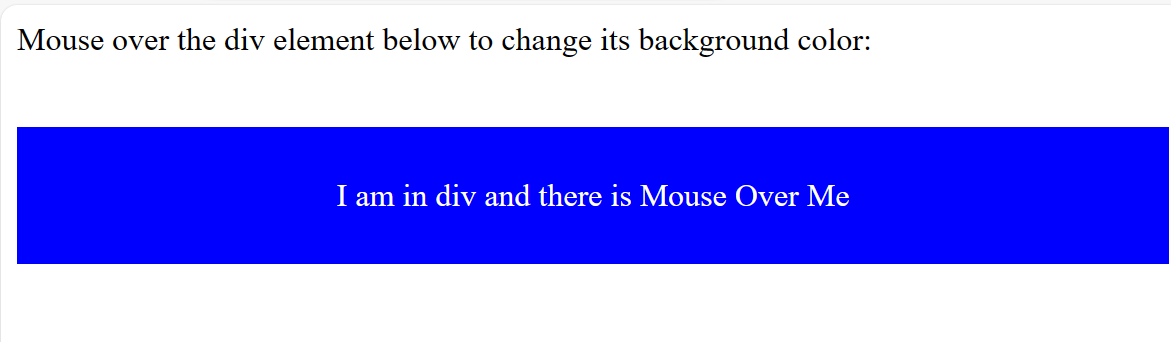 Mouse over the div element below to change its background color:
I am in div and there is Mouse Over Me